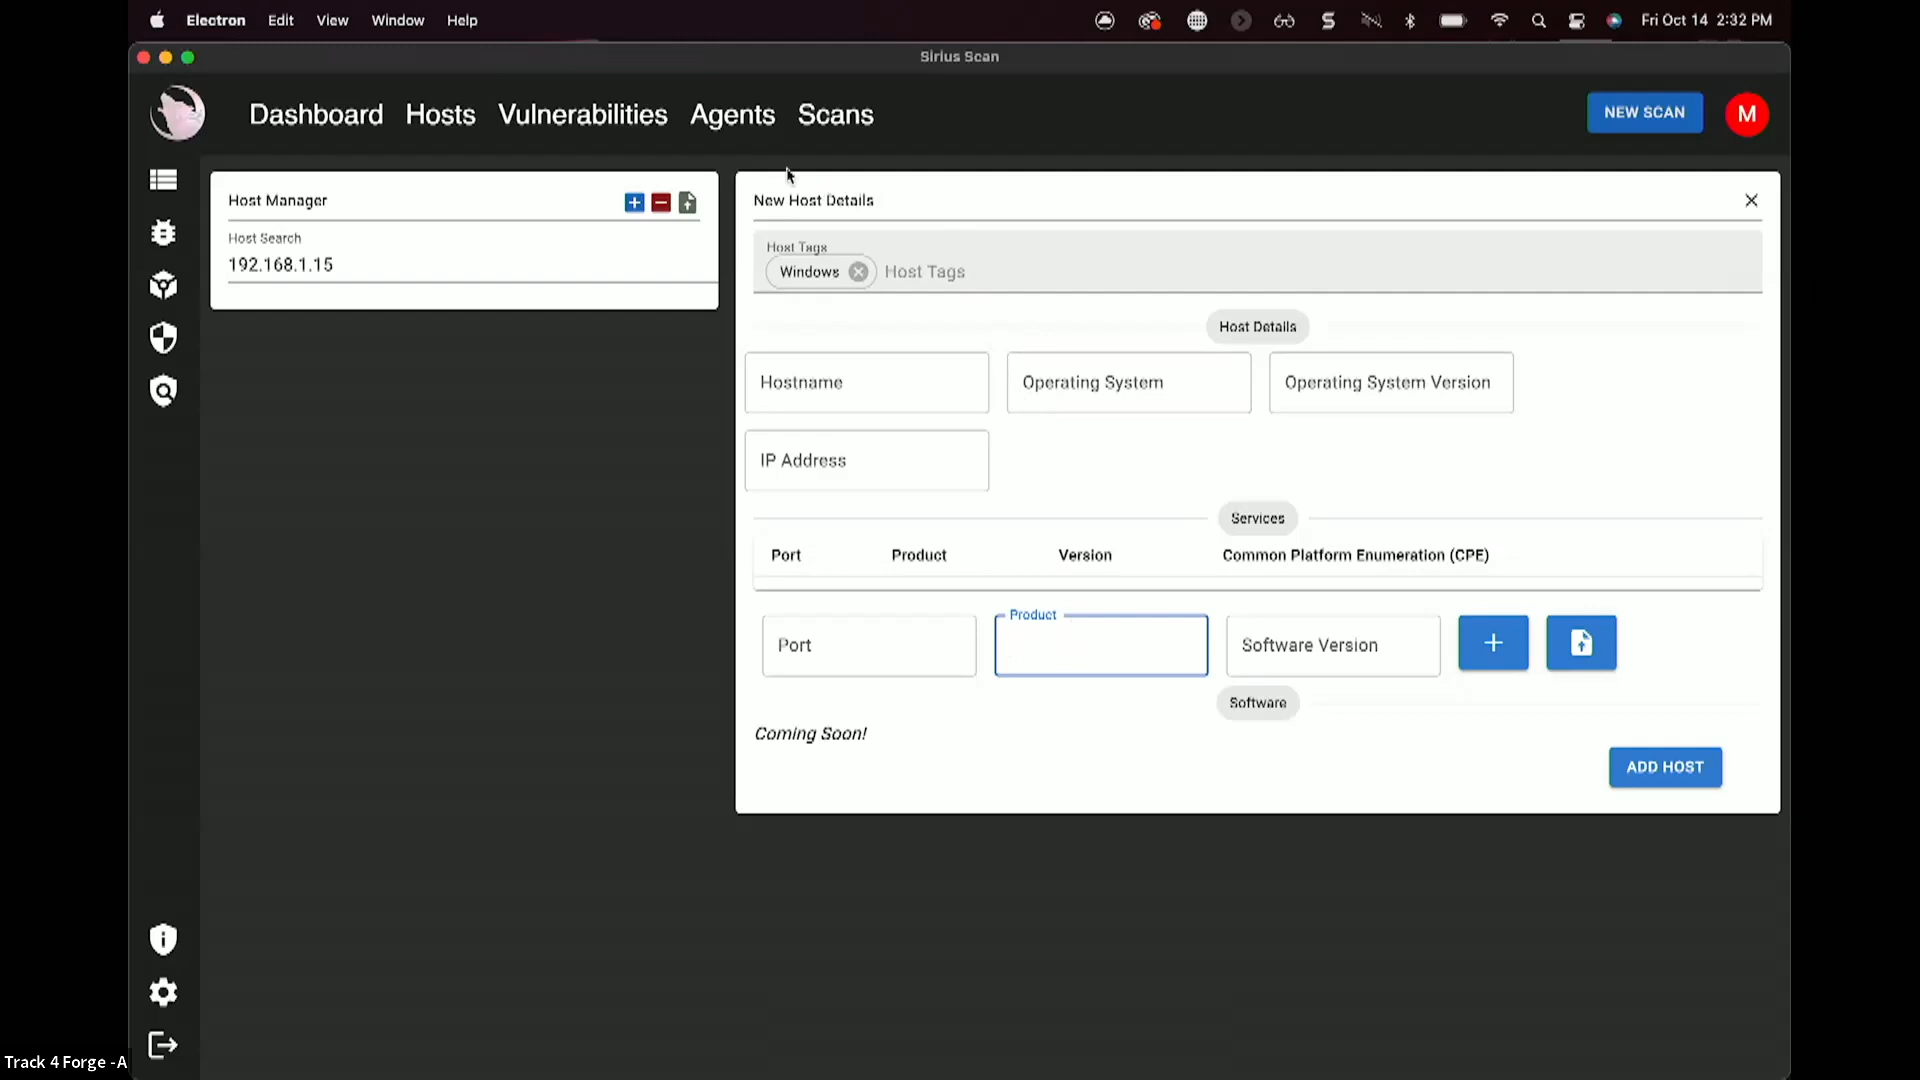 Electron Edit View Window Help Fri Oct 14 2:32 PM
Sirius Scan
Dashboard Hosts Vulnerabilities Agents Scans NEW SCAN M
Host Manager
Host Search
192.168.1.15
New Host Details
Host Tags
Windows Host Tags
Host Details
Hostname Operating System Operating System Version
IP Address
Services
Port Product Version Common Platform Enumeration (CPE)
Product
Port Software Version
Software
Coming Soon!
ADD HOST
Track 4 Forge -A